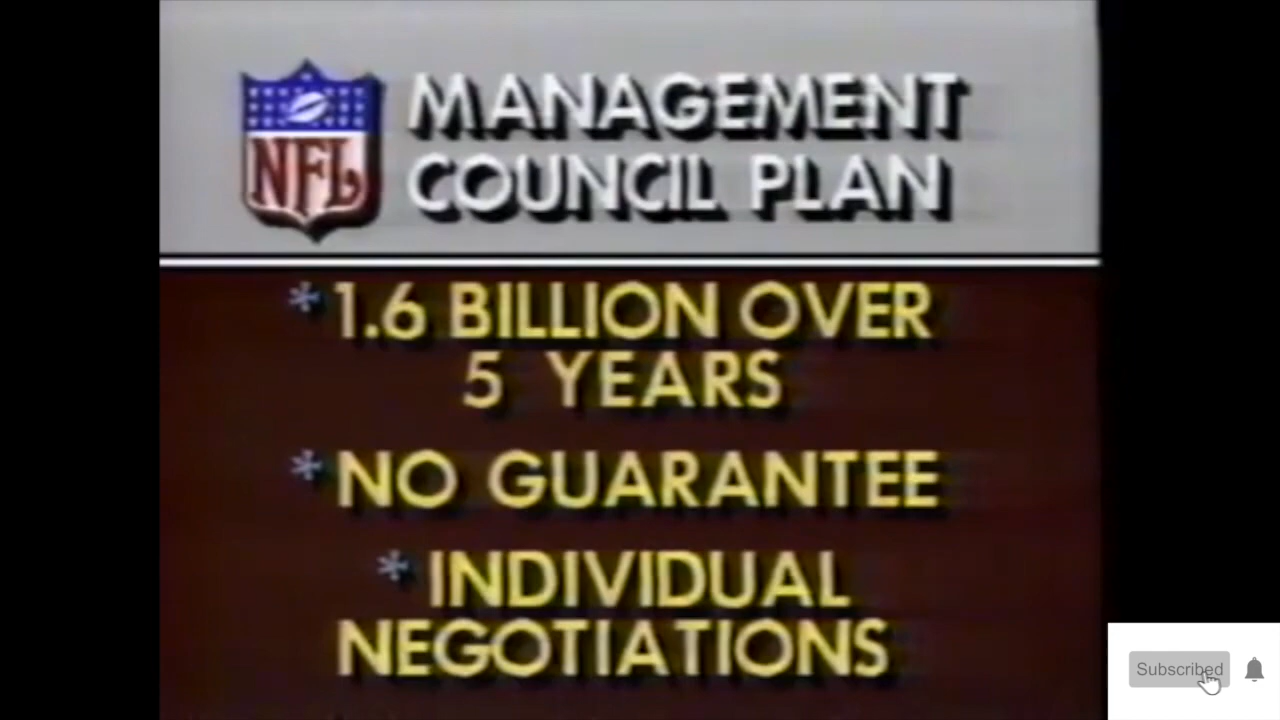 NFL
MANAGEMENT
COUNCIL PLAN
*1.6 BILLION OVER
5 YEARS
*NO GUARANTEE
*INDIVIDUAL
NEGOTIATIONS
Subscribed